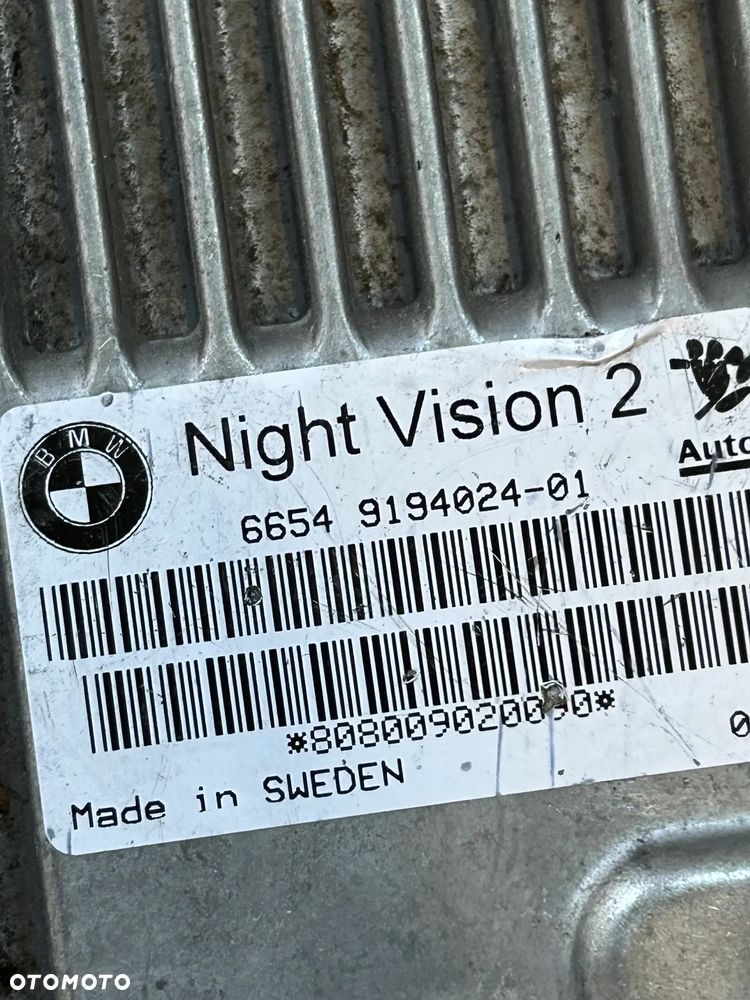 BMW
Night Vision 2
Auto
6654 9194024-01
Made in SWEDEN
OTOMOTO